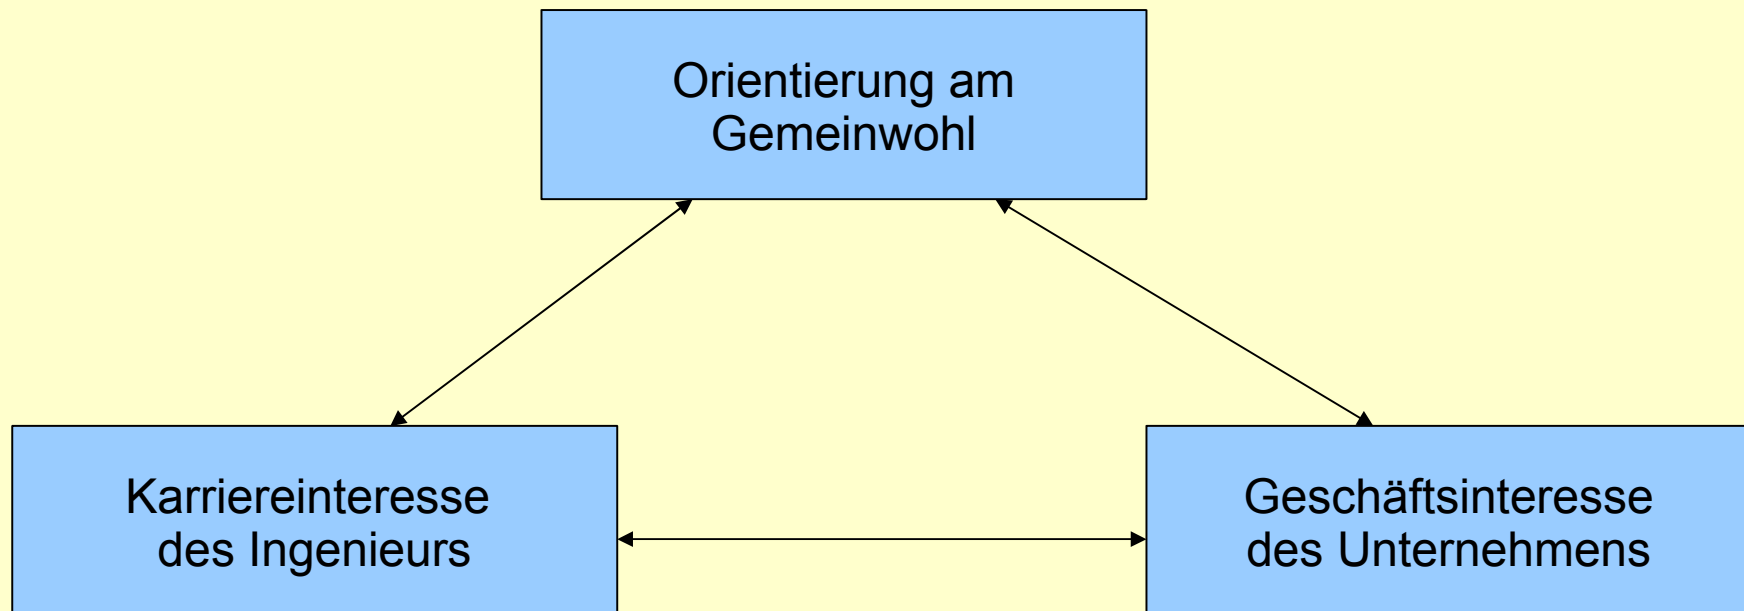 Orientierung am
Gemeinwohl
Karriereinteresse
des Ingenieurs
Geschäftsinteresse
des Unternehmens